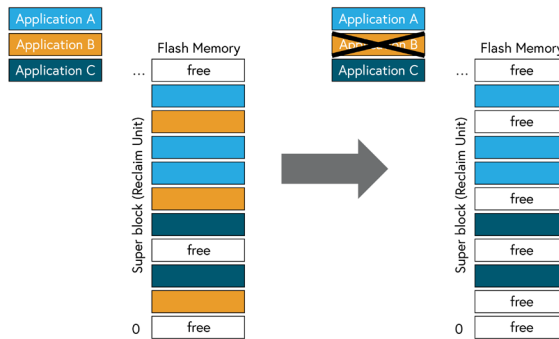 Application A
Application B
Application C
Flash Memory
... free
free
0 free
Super block (Reclaim Unit)
Application A
Application B
Application C
Flash Memory
... free
free
free
free
free
0 free
Super block (Reclaim Unit)